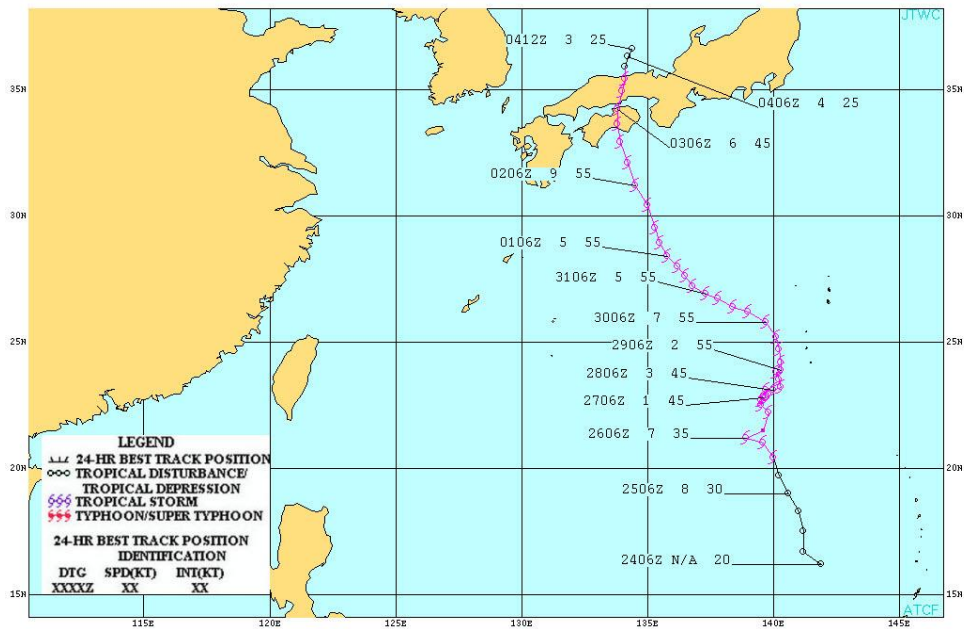 JTWC
0412Z 3 25
35N
0406Z 4 25
0306Z 6 45
0206Z 9 55
30N
0106Z 5 55
3106Z 5 55
3006Z 7 55
25N
2906Z 2 55
2806Z 3 45
2706Z 1 45
2606Z 7 35
LEGEND
24-HR BEST TRACK POSITION
TROPICAL DISTURBANCE/
TROPICAL DEPRESSION
TROPICAL STORM
TYPHOON/SUPER TYPHOON
20N
2506Z 8 30
24-HR BEST TRACK POSITION
IDENTIFICATION
DTG SPD(KT) INT(KT)
XXXXZ XX XX
2406Z N/A 20
15N
ATCF
115E 120E 125E 130E 135E 140E 145E